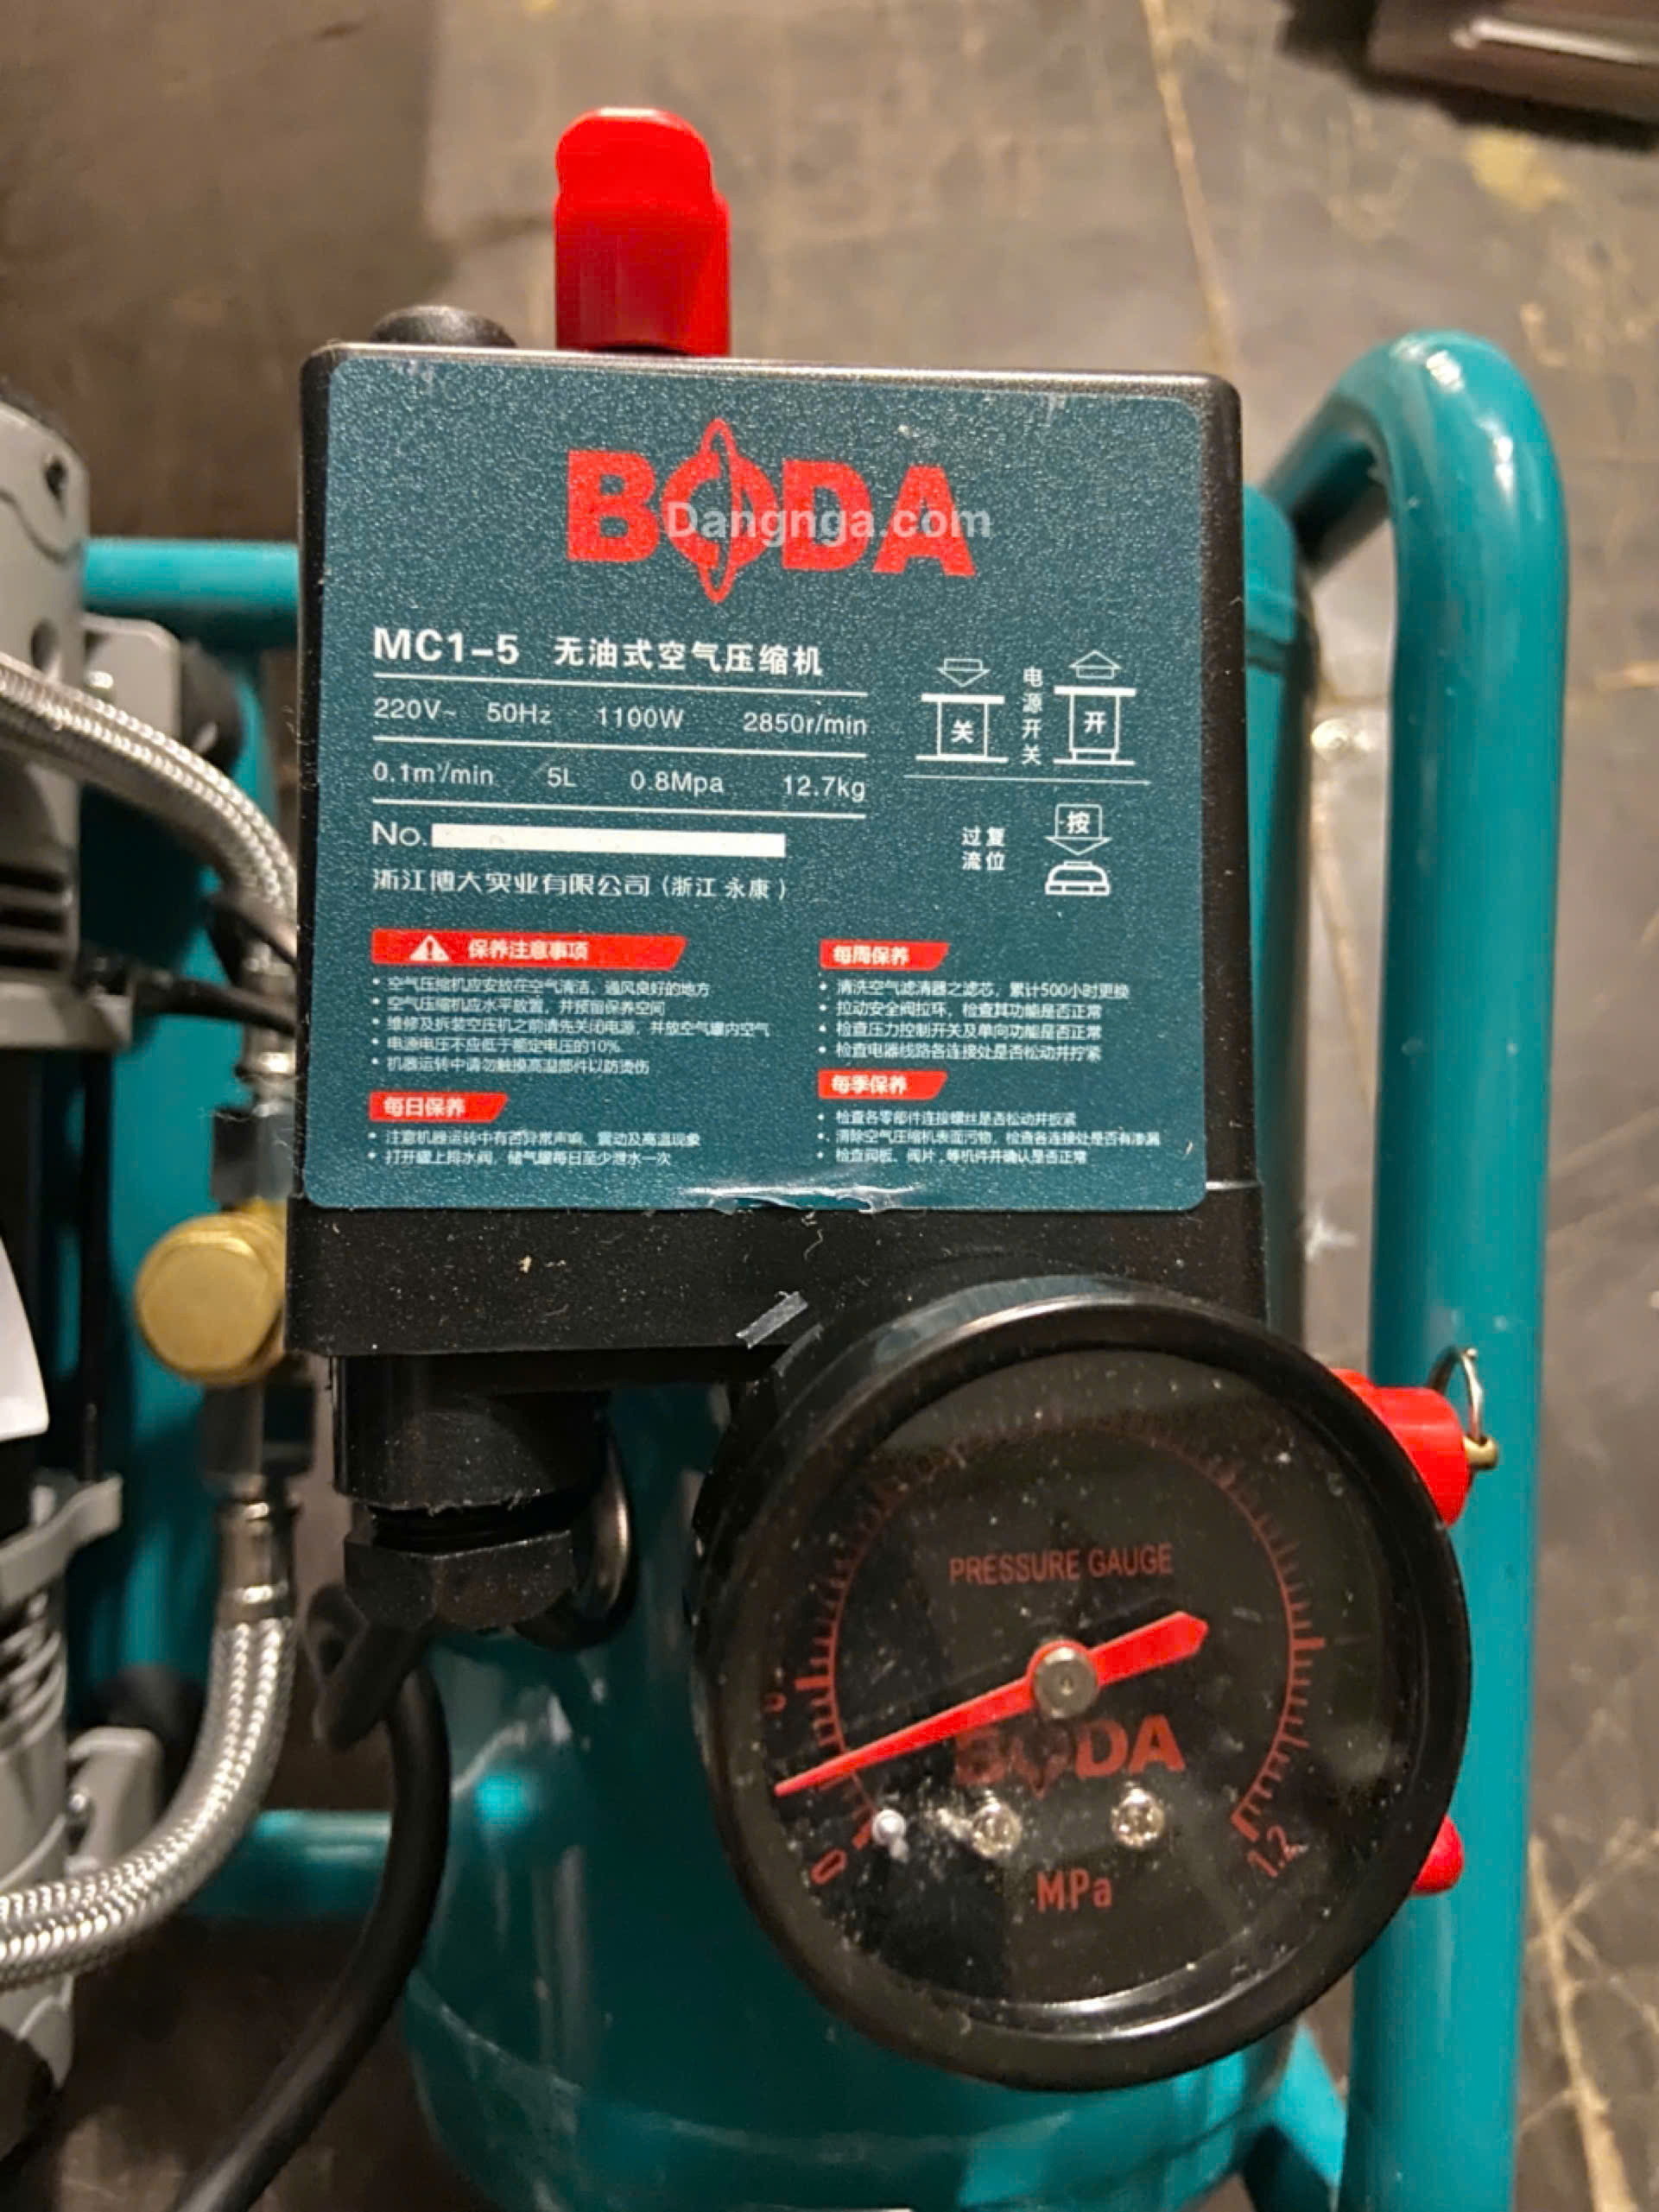 BODA
Dangnga.com
MC1-5 无油式空气压缩机
220V~ 50Hz 1100W 2850r/min
0.1m³/min 5L 0.8Mpa 12.7kg
No.
浙江博大实业有限公司(浙江 永康)
关
电源开关
开
过流
复位
按
保养注意事项
• 空气压缩机应安放在空气清洁、通风良好的地方
• 空气压缩机应水平放置，并预留保养空间
• 维修及拆装空压机之前请先关闭电源，并放空气罐内空气
• 电源电压不应低于额定电压的10%
• 机器运转中请勿触摸高温部件以防烫伤
每日保养
• 注意机器运转中有否异常声响、震动及高温现象
• 打开罐上排水阀，储气罐每日至少泄水一次
每周保养
• 清洗空气滤清器之滤芯，累计500小时更换
• 拉动安全阀拉环，检查其功能是否正常
• 检查压力控制开关及单向功能是否正常
• 检查电器线路各连接处是否松动并拧紧
每季保养
• 检查各零部件连接螺丝是否松动并扳紧
• 清除空气压缩机表面污物，检查各连接处是否有渗漏
• 检查阀板、阀片，等机件并确认是否正常
PRESSURE GAUGE
BODA
0
1.2
MPa